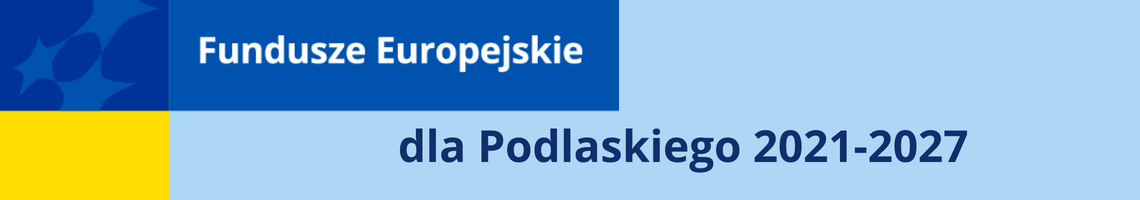 Fundusze Europejskie
dla Podlaskiego 2021-2027